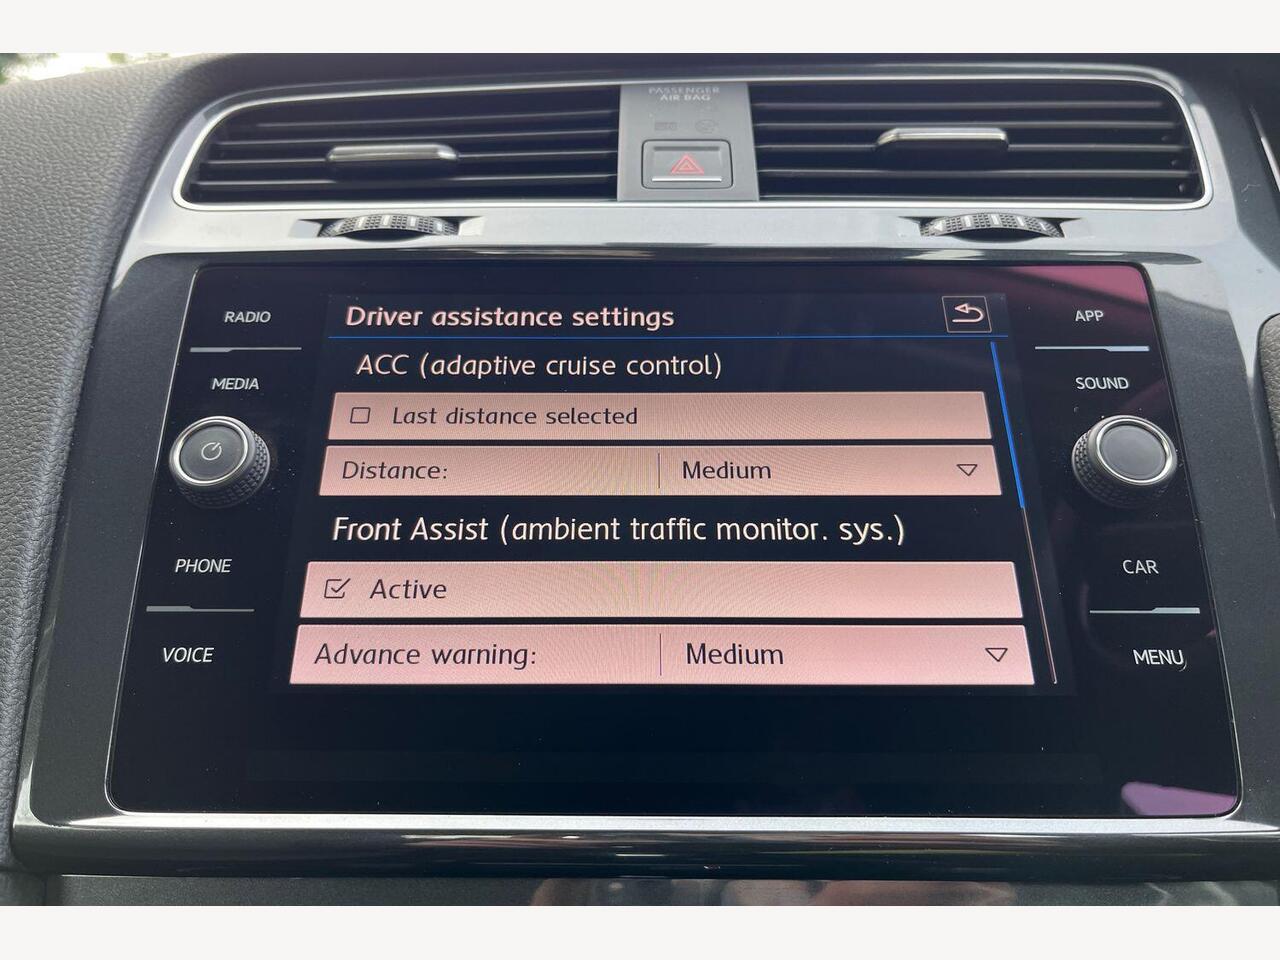 PASSENGER
AIR BAG
RADIO
MEDIA
PHONE
VOICE
Driver assistance settings
ACC (adaptive cruise control)
Last distance selected
Distance: Medium
Front Assist (ambient traffic monitor. sys.)
Active
Advance warning: Medium
APP
SOUND
CAR
MENU